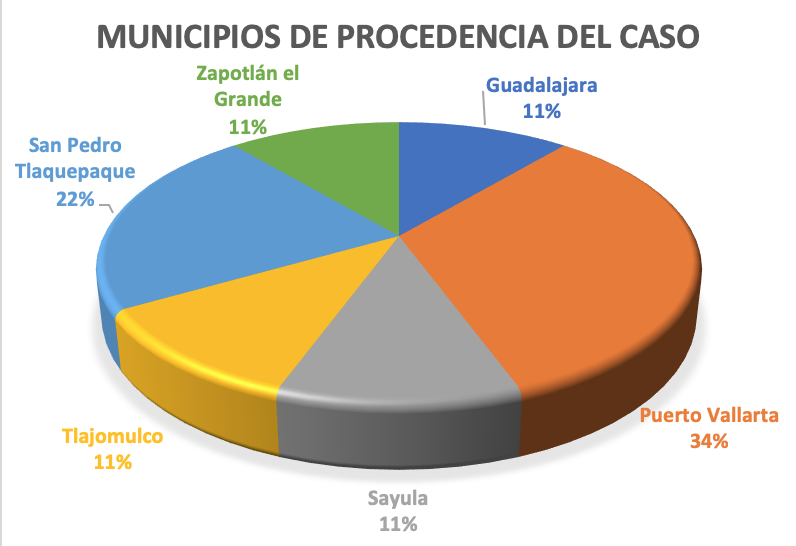 MUNICIPIOS DE PROCEDENCIA DEL CASO
Zapotlán el
Grande
11%
Guadalajara
11%
San Pedro
Tlaquepaque
22%
Puerto Vallarta
34%
Tlajomulco
11%
Sayula
11%